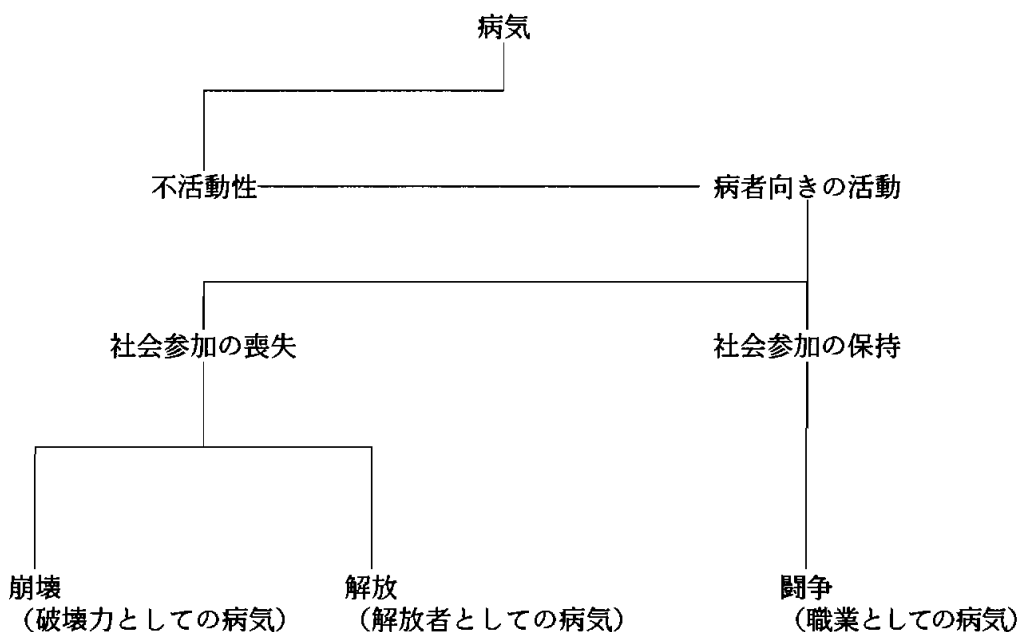 病気
不活動性
病者向きの活動
社会参加の喪失
社会参加の保持
崩壊
（破壊力としての病気）
解放
（解放者としての病気）
闘争
（職業としての病気）